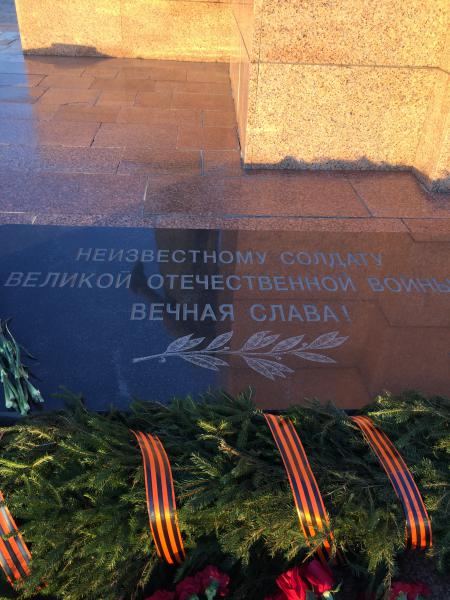 НЕИЗВЕСТНОМУ СОЛДАТУ
ВЕЛИКОЙ ОТЕЧЕСТВЕННОЙ ВОЙНЫ
ВЕЧНАЯ СЛАВА!